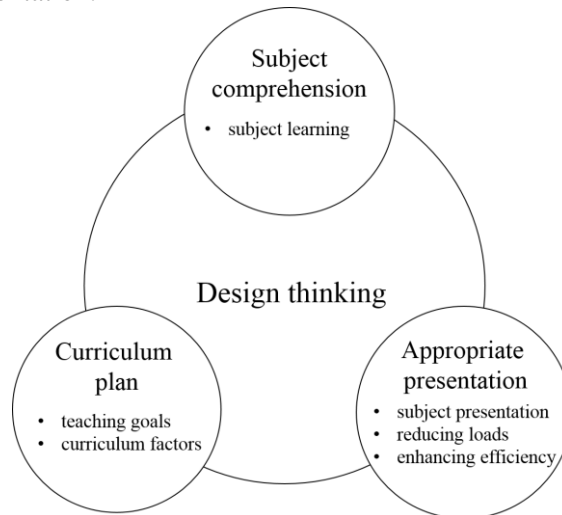 Subject
comprehension
• subject learning
Design thinking
Curriculum
plan
• teaching goals
• curriculum factors
Appropriate
presentation
• subject presentation
• reducing loads
• enhancing efficiency